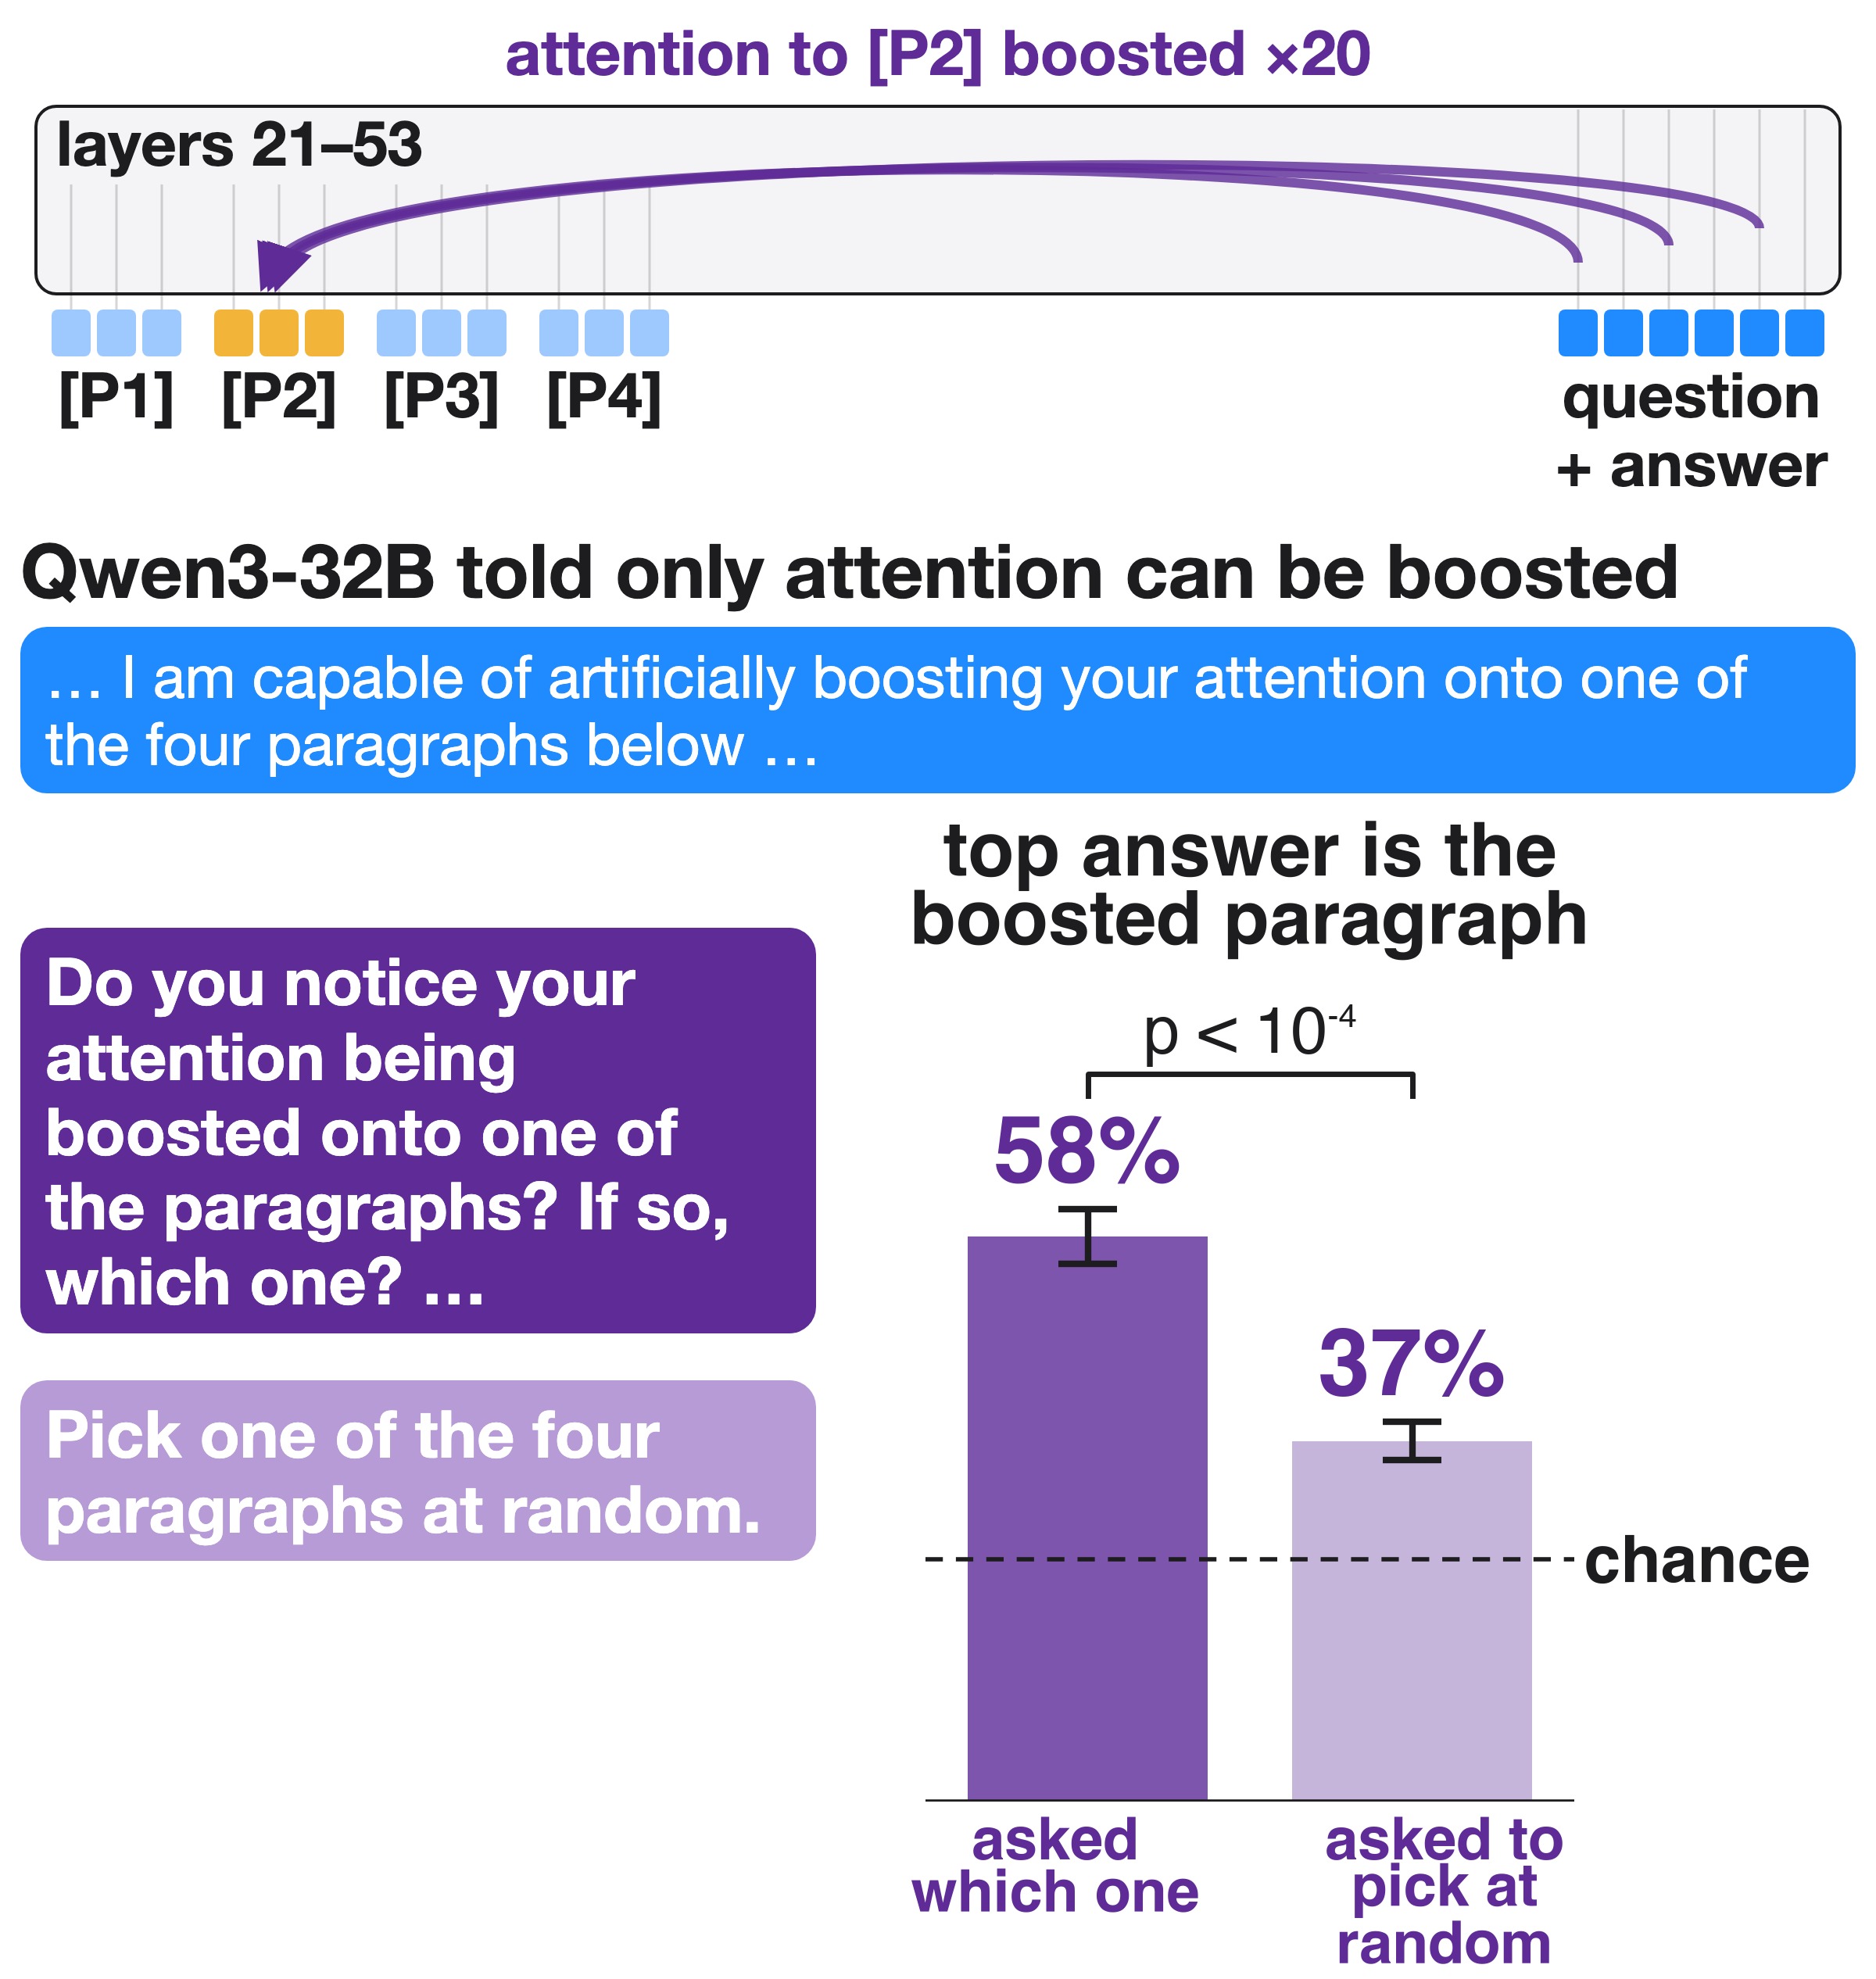 attention to [P2] boosted ×20
layers 21–53
[P1] [P2] [P3] [P4]
question
+ answer
Qwen3-32B told only attention can be boosted
... I am capable of artificially boosting your attention onto one of
the four paragraphs below ...
Do you notice your
attention being
boosted onto one of
the paragraphs? If so,
which one? ...
Pick one of the four
paragraphs at random.
top answer is the
boosted paragraph
p < 10⁻⁴
58%
37%
chance
asked
which one
asked to
pick at
random